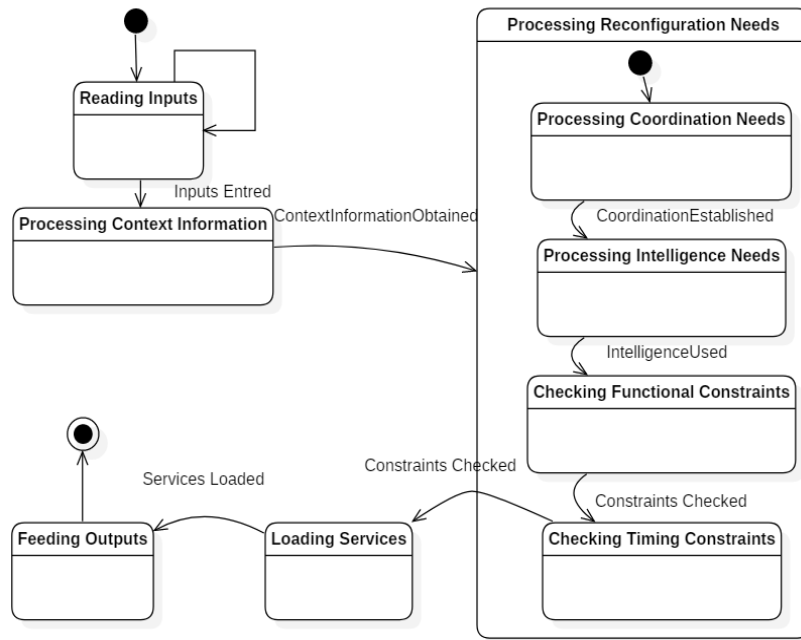 Processing Reconfiguration Needs
Reading Inputs
Processing Coordination Needs
Inputs Entred
Processing Context Information
ContextInformationObtained
CoordinationEstablished
Processing Intelligence Needs
IntelligenceUsed
Checking Functional Constraints
Constraints Checked
Services Loaded
Constraints Checked
Feeding Outputs
Loading Services
Checking Timing Constraints